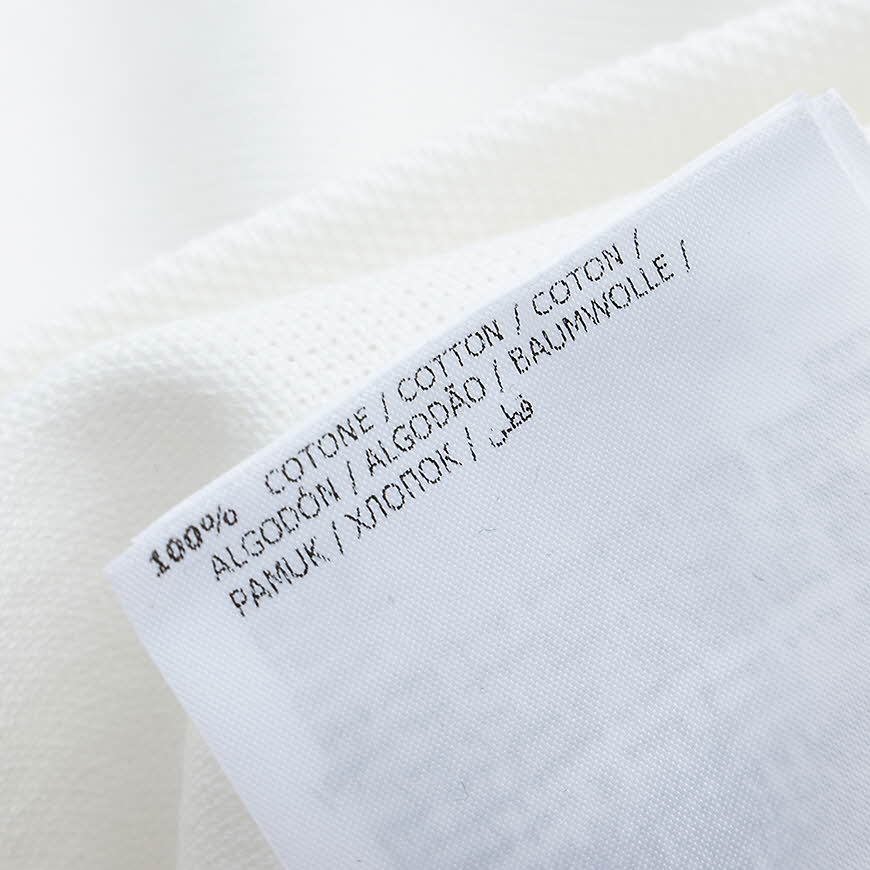 100% COTONE / COTTON / COTON /
ALGODÓN / ALGODÃO / BAUMWOLLE /
PAMUK / ХЛОПОК / قطن